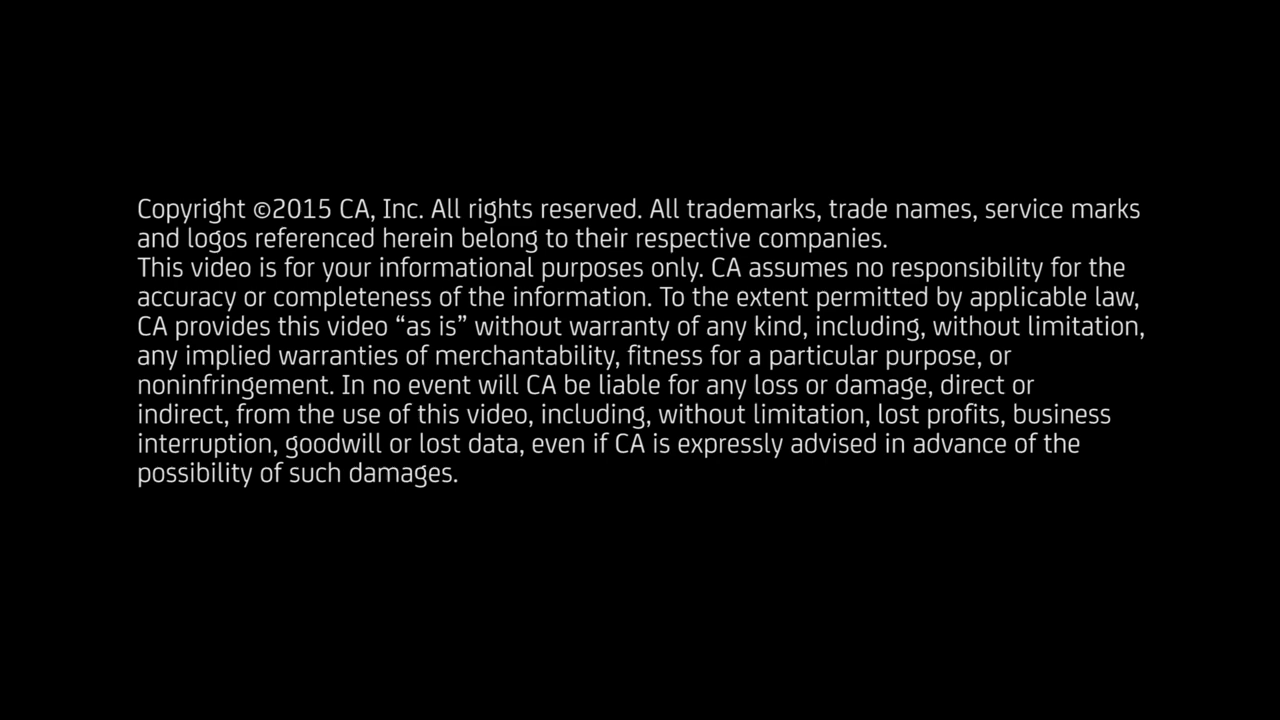 Copyright ©2015 CA, Inc. All rights reserved. All trademarks, trade names, service marks
and logos referenced herein belong to their respective companies.
This video is for your informational purposes only. CA assumes no responsibility for the
accuracy or completeness of the information. To the extent permitted by applicable law,
CA provides this video “as is” without warranty of any kind, including, without limitation,
any implied warranties of merchantability, fitness for a particular purpose, or
noninfringement. In no event will CA be liable for any loss or damage, direct or
indirect, from the use of this video, including, without limitation, lost profits, business
interruption, goodwill or lost data, even if CA is expressly advised in advance of the
possibility of such damages.